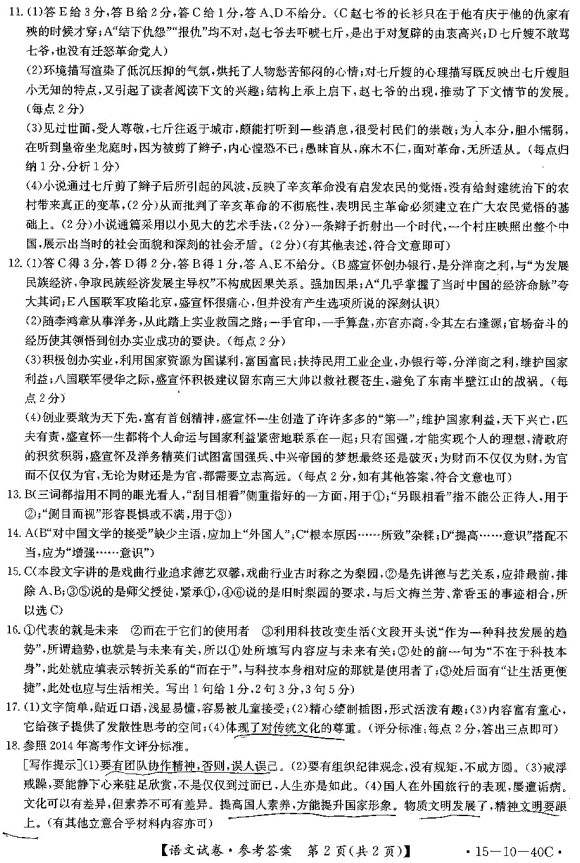 11. (1)答E给3分,答B给2分,答C给1分,答A、D不给分。(C赵七爷的长衫只在于他有庆于他的仇家有
殃的时候才穿;A“结下仇怨”“报仇”均不对,赵七爷去吓唬七斤,是出于对复辟的由衷高兴;D七斤嫂不敢骂
七爷,也没有迁怒革命党人)
(2)环境描写渲染了低沉压抑的气氛,烘托了人物愁苦郁闷的心情;对七斤嫂的心理描写既反映出七斤嫂胆
小无知的特点,又引起了读者阅读下文的兴趣;结构上承上启下,赵七爷的出现,推动了下文情节的发展。
(每点2分)
(3)见过世面,受人尊敬,七斤往返于城市,颇能打听到一些消息,很受村民们的崇敬;为人本分,胆小懦弱,
在听到皇帝坐龙庭时,因为被剪了辫子,内心惶恐不已;愚昧盲从,麻木不仁,面对革命,无所适从。(每点归
纳1分,分析1分)
(4)小说通过七斤剪了辫子后所引起的风波,反映了辛亥革命没有启发农民的觉悟,没有给封建统治下的农
村带来真正的变革,(2分)从而批判了辛亥革命的不彻底性,表明民主革命必须建立在广大农民觉悟的基
础上。(2分)小说通篇采用以小见大的艺术手法,(2分)一条辫子折射出一个时代,一个村庄映照出整个中
国,展示出当时的社会面貌和深刻的社会矛盾。(2分)(有其他表述,符合文意即可)
12. (1)答C得3分,答D得2分,答B得1分,答A、E不给分。(B盛宣怀创办银行,是分洋商之利,与“为发展
民族经济,争取民族经济发展主导权”不构成因果关系。强加因果;A“几乎掌握了当时中国的经济命脉”夸
大其词;E八国联军攻陷北京,盛宣怀很痛心,但并没有产生选项所说的深刻认识)
(2)随李鸿章从事洋务,从此踏上实业救国之路;一手官印,一手算盘,亦官亦商,令其左右逢源;官场奋斗的
经历使其领悟到创办实业成功的要诀。(每点2分)
(3)积极创办实业,利用国家资源为国谋利,富国富民;扶持民用工业企业,办银行等,分洋商之利,维护国家
利益;八国联军侵华之际,盛宣怀积极建议留东南三大帅以救社稷苍生,避免了东南半壁江山的战祸。(每
点2分)
(4)创业要敢为天下先,富有首创精神,盛宣怀一生创造了许许多多的“第一”;维护国家利益,天下兴亡,匹
夫有责,盛宣怀一生都将个人命运与国家利益紧密地联系在一起;只有国强,才能实现个人的理想,清政府
的积贫积弱,盛宣怀及洋务精英们试图富国强兵、中兴帝国的梦想最终还是破灭;为财而不仅仅为财,为官
而不仅仅为官,无论为财还是为官,都需要立志高远。(每点2分,如有其他答案,符合文意也可)
13. B(三词都指用不同的眼光看人,“刮目相看”侧重指好的一方面,用于①;“另眼相看”指不能公正待人,用于
②;“侧目而视”形容畏惧或不满,用于③)
14. A(B“对中国文学的接受”缺少主语,应加上“外国人”;C“根本原因……所致”杂糅;D“提高……意识”搭配不
当,应为“增强……意识”)
15. C(本段文字讲的是戏曲行业追求德艺双馨,戏曲行业古时称之为梨园,②是先讲德与艺关系,应排最前,排
除A、B;③⑤说的是师父授徒,紧承①,④⑥说的是旧时梨园的要求,与后文梅兰芳、常香玉的事迹相合,所
以选C)
16. ①代表的就是未来 ②而在于它们的使用者 ③利用科技改变生活(文段开头说“作为一种科技发展的趋
势”,所谓趋势,也就是与未来有关,所以①处所填写内容应与未来有关;②处的前一句为“不在于科技本
身”,此处就应填表示转折关系的“而在于”,与科技本身相对应的那就是使用者了;③处后面有“让生活更便
捷”,此处也应与生活相关。写出1句给1分,2句3分,3句5分)
17. (1)文字简单,贴近口语,浅显易懂,容易被儿童接受;(2)精心绘制插图,形式活泼有趣;(3)内容富有童心,
它给孩子提供了发散性思考的空间;(4)体现了对传统文化的尊重。(评分标准:每点2分,答出三点即可)
18. 参照2014年高考作文评分标准。
[写作提示](1)要有团队协作精神,否则,误人误己。(2)要有组织纪律观念,没有规矩,不成方圆。(3)戒浮
戒躁,要能静下心来驻足欣赏,不是仅仅到过而已,人生亦是如此。(4)国人在外国旅行的表现,屡遭诟病。
文化可以有差异,但素养不可有差异。提高国人素养,方能提升国家形象。物质文明发展了,精神文明要跟
上。(有其他立意合乎材料内容亦可)
【语文试卷·参考答案 第2页(共2页)】 ·15-10-40C·